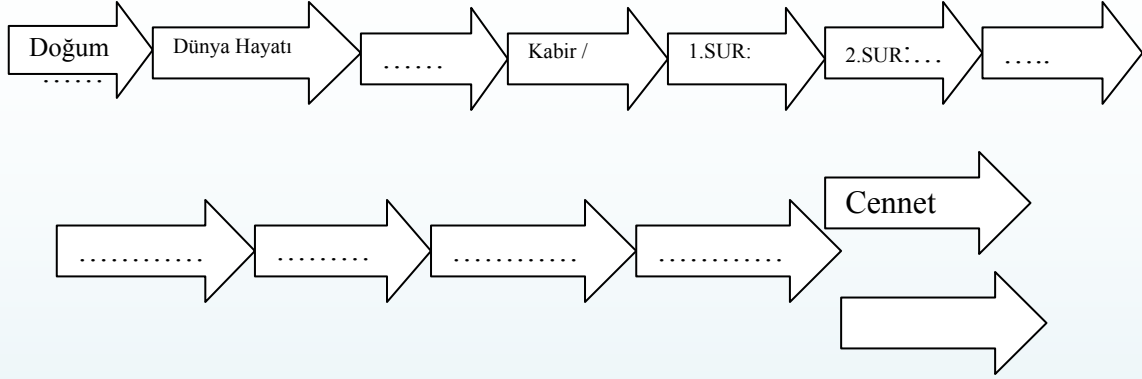 Doğum
......
Dünya Hayatı
......
Kabir /
1.SUR:
2.SUR:....
.....
............
.........
............
............
Cennet